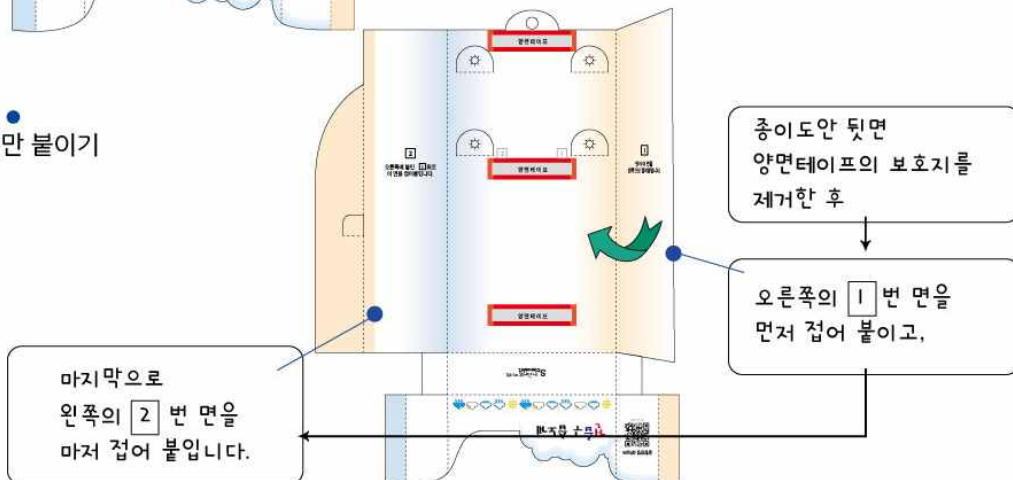 만 붙이기
양면테이프
2
1
양면테이프
양면테이프
종이도안 뒷면
양면테이프의 보호지를
제거한 후
오른쪽의 1 번 면을
먼저 접어 붙이고,
마지막으로
왼쪽의 2 번 면을
마저 접어 붙입니다.